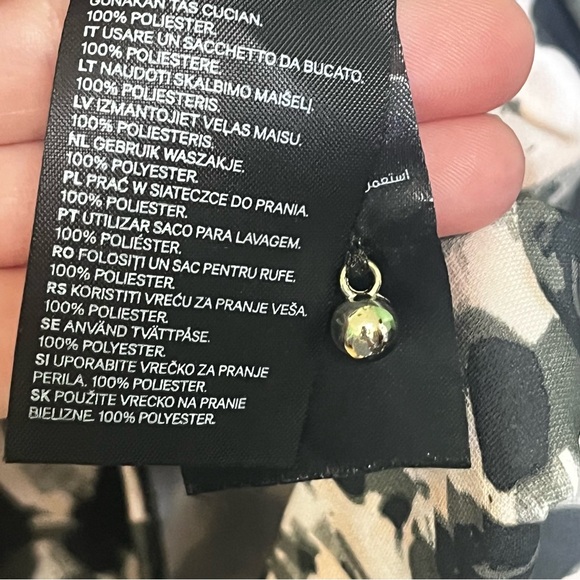 GUNAKAN TAS CUCIAN.
100% POLIESTER.
IT USARE UN SACCHETTO DA BUCATO.
100% POLIESTERE.
LT NAUDOTI SKALBIMO MAIŠELĮ.
100% POLIESTERIS.
LV IZMANTOJIET VEĻAS MAISU.
100% POLIESTERIS.
NL GEBRUIK WASZAKJE.
100% POLYESTER.
PL PRAĆ W SIATECZCE DO PRANIA.
100% POLIESTER.
PT UTILIZAR SACO PARA LAVAGEM.
100% POLIÉSTER.
RO FOLOSIȚI UN SAC PENTRU RUFE.
100% POLIESTER.
RS KORISTITI VREĆU ZA PRANJE VEŠA.
100% POLIESTER.
SE ANVÄND TVÄTTPÅSE.
100% POLYESTER.
SI UPORABITE VREČKO ZA PRANJE
PERILA. 100% POLIESTER.
SK POUŽITE VRECKO NA PRANIE
BIELIZNE. 100% POLYESTER.